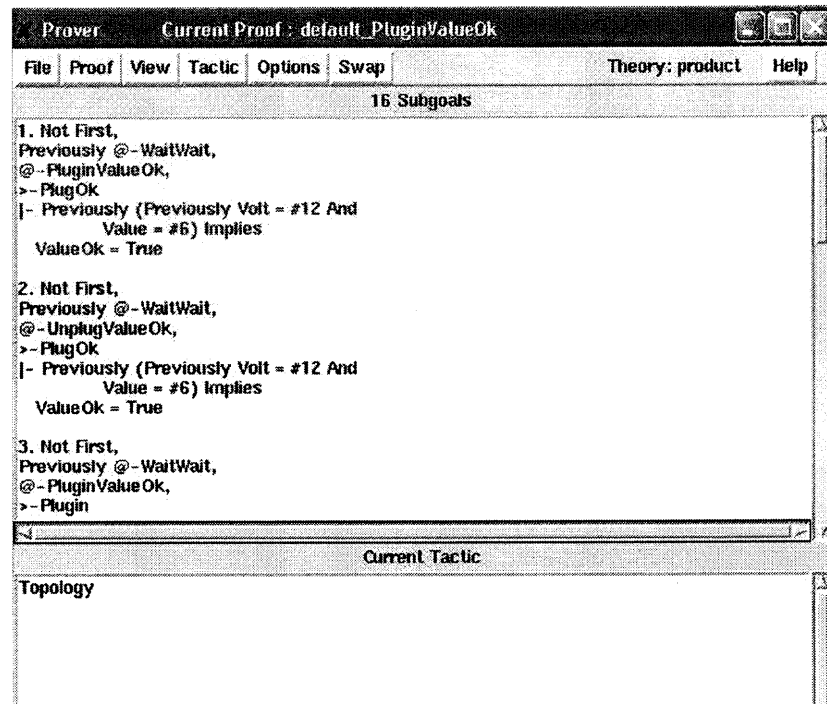 Prover Current Proof : default_PluginValueOk
File Proof View Tactic Options Swap Theory: product Help
16 Subgoals
1. Not First,
Previously @-WaitWait,
@-PluginValueOk,
>-PlugOk
|- Previously (Previously Volt = #12 And
Value = #6) Implies
ValueOk = True
2. Not First,
Previously @-WaitWait,
@-UnplugValueOk,
>-PlugOk
|- Previously (Previously Volt = #12 And
Value = #6) Implies
ValueOk = True
3. Not First,
Previously @-WaitWait,
@-PluginValueOk,
>-Plugin
Current Tactic
Topology